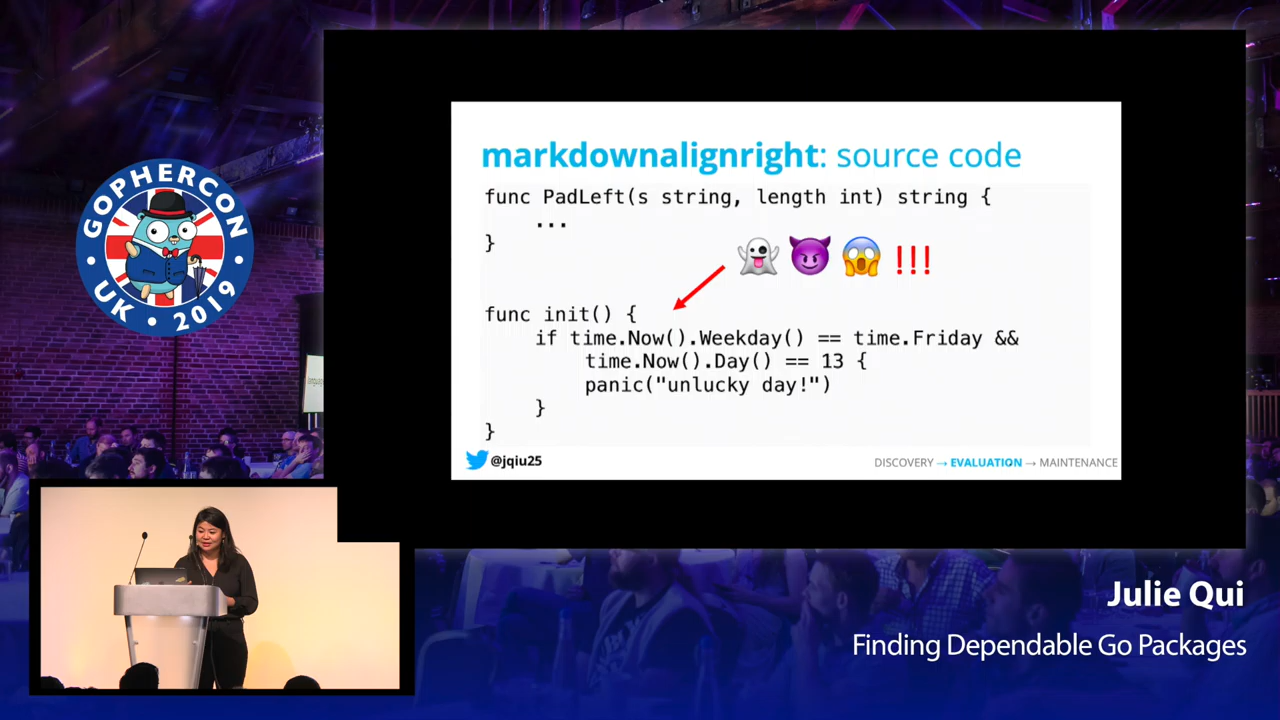 GOPHERCON
UK • 2019
markdownalignright: source code
func PadLeft(s string, length int) string {
...
}
!!!
func init() {
if time.Now().Weekday() == time.Friday &&
time.Now().Day() == 13 {
panic("unlucky day!")
}
}
@jqiu25
DISCOVERY → EVALUATION → MAINTENANCE
Julie Qui
Finding Dependable Go Packages